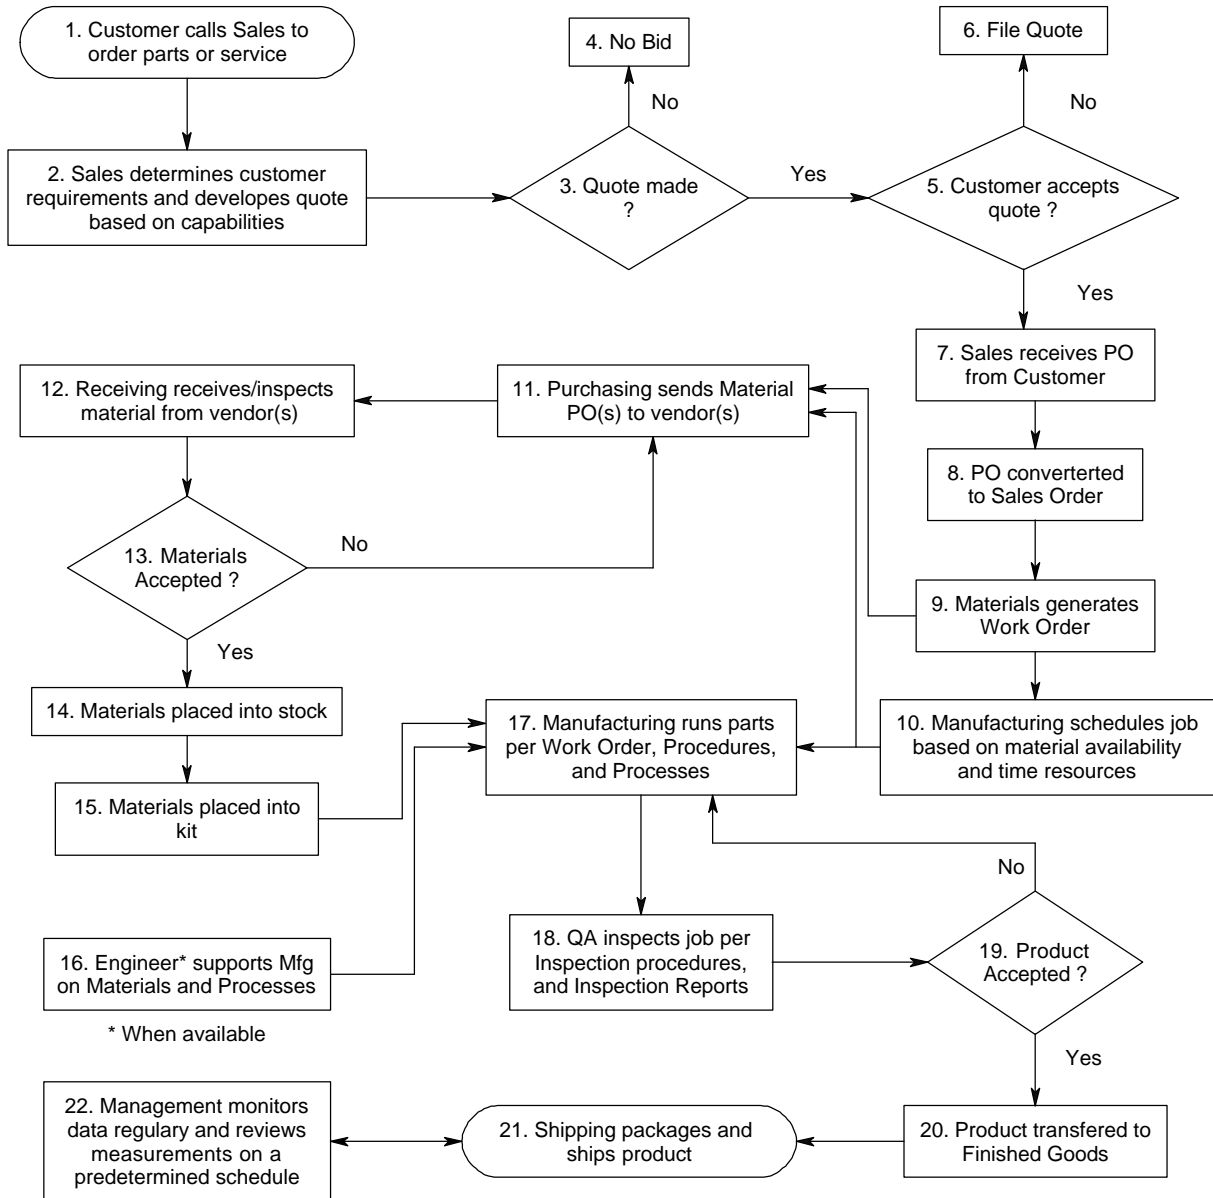 1. Customer calls Sales to
order parts or service
2. Sales determines customer
requirements and developes quote
based on capabilities
3. Quote made
?
No
4. No Bid
Yes
5. Customer accepts
quote ?
No
6. File Quote
Yes
7. Sales receives PO
from Customer
8. PO converterted
to Sales Order
9. Materials generates
Work Order
10. Manufacturing schedules job
based on material availability
and time resources
11. Purchasing sends Material
PO(s) to vendor(s)
12. Receiving receives/inspects
material from vendor(s)
13. Materials
Accepted ?
No
Yes
14. Materials placed into stock
15. Materials placed into
kit
16. Engineer* supports Mfg
on Materials and Processes
* When available
17. Manufacturing runs parts
per Work Order, Procedures,
and Processes
18. QA inspects job per
Inspection procedures,
and Inspection Reports
19. Product
Accepted ?
No
Yes
20. Product transfered to
Finished Goods
21. Shipping packages and
ships product
22. Management monitors
data regulary and reviews
measurements on a
predetermined schedule